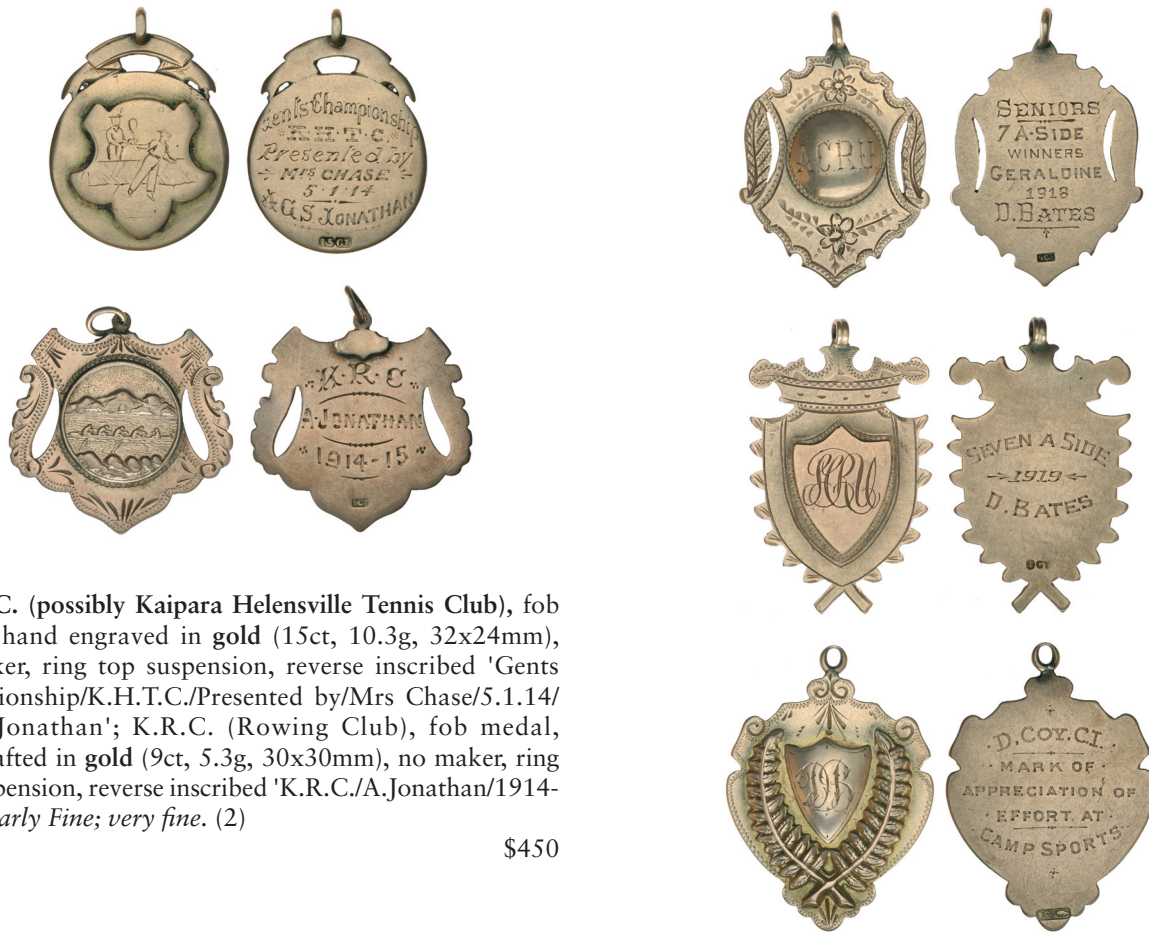 Gent's Championship
K.H.T.C.
Presented by
Mrs CHASE
5·1·14
A.G.S. JONATHAN
15CT
K.R.C.
A·JONATHAN
1914-15
9CT
C. (possibly Kaipara Helensville Tennis Club), fob
hand engraved in gold (15ct, 10.3g, 32x24mm),
ker, ring top suspension, reverse inscribed 'Gents
ionship/K.H.T.C./Presented by/Mrs Chase/5.1.14/
Jonathan'; K.R.C. (Rowing Club), fob medal,
afted in gold (9ct, 5.3g, 30x30mm), no maker, ring
pension, reverse inscribed 'K.R.C./A.Jonathan/1914-
arly Fine; very fine. (2)
$450
ACRU
SENIORS
7 A·SIDE
WINNERS
GERALDINE
1918
D.BATES
SEVEN A SIDE
1919
D. BATES
9CT
DB
D. COY. C.I.
· MARK OF ·
APPRECIATION OF
· EFFORT AT ·
CAMP SPORTS